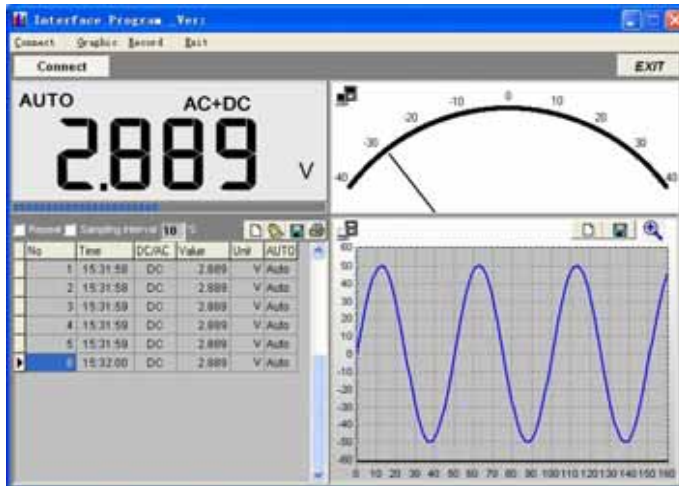 Interface Program _Ver:
Connect Graphic Record Exit
Connect EXIT
AUTO AC+DC
2.889 V
-40 -30 -20 -10 0 10 20 30 40
Repeat Sampling Interval 10 S
No Time DC/AC Value Unit AUTO
1 15:31:58 DC 2.889 V Auto
2 15:31:58 DC 2.889 V Auto
3 15:31:59 DC 2.889 V Auto
4 15:31:59 DC 2.889 V Auto
5 15:31:59 DC 2.889 V Auto
6 15:32:00 DC 2.889 V Auto
60
50
40
30
20
10
0
-10
-20
-30
-40
-50
-60
0 10 20 30 40 50 60 70 80 90 100 110 120 130 140 150 160